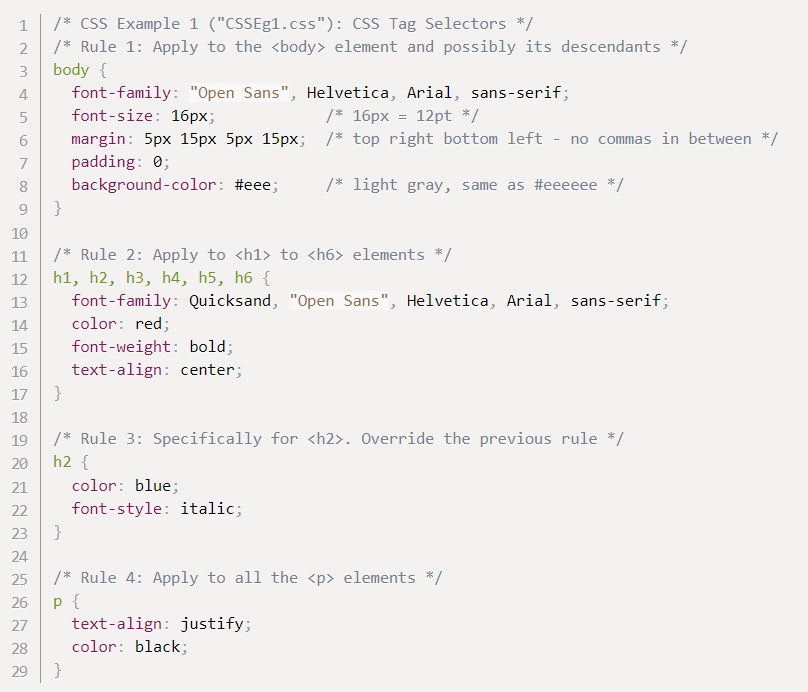 1 /* CSS Example 1 ("CSSEg1.css"): CSS Tag Selectors */
2 /* Rule 1: Apply to the <body> element and possibly its descendants */
3 body {
4   font-family: "Open Sans", Helvetica, Arial, sans-serif;
5   font-size: 16px;            /* 16px = 12pt */
6   margin: 5px 15px 5px 15px;  /* top right bottom left - no commas in between */
7   padding: 0;
8   background-color: #eee;     /* light gray, same as #eeeeee */
9 }
10
11 /* Rule 2: Apply to <h1> to <h6> elements */
12 h1, h2, h3, h4, h5, h6 {
13   font-family: Quicksand, "Open Sans", Helvetica, Arial, sans-serif;
14   color: red;
15   font-weight: bold;
16   text-align: center;
17 }
18
19 /* Rule 3: Specifically for <h2>. Override the previous rule */
20 h2 {
21   color: blue;
22   font-style: italic;
23 }
24
25 /* Rule 4: Apply to all the <p> elements */
26 p {
27   text-align: justify;
28   color: black;
29 }